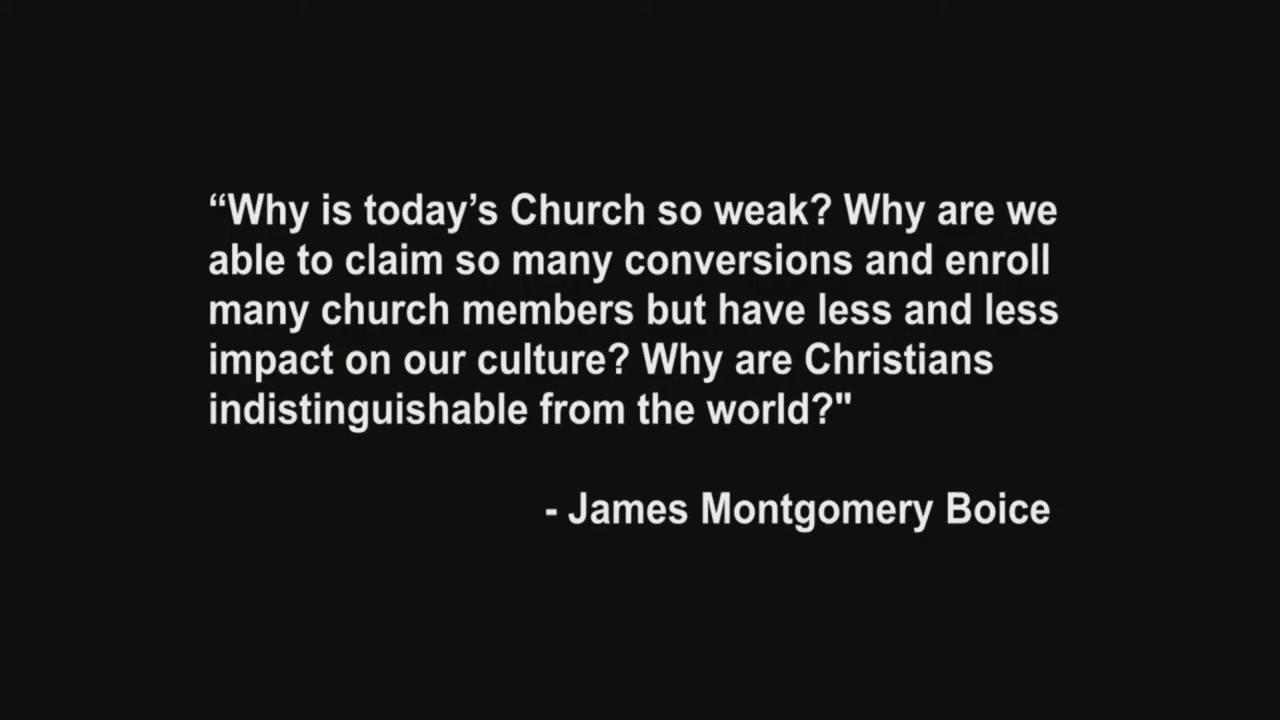 “Why is today’s Church so weak? Why are we
able to claim so many conversions and enroll
many church members but have less and less
impact on our culture? Why are Christians
indistinguishable from the world?"
- James Montgomery Boice